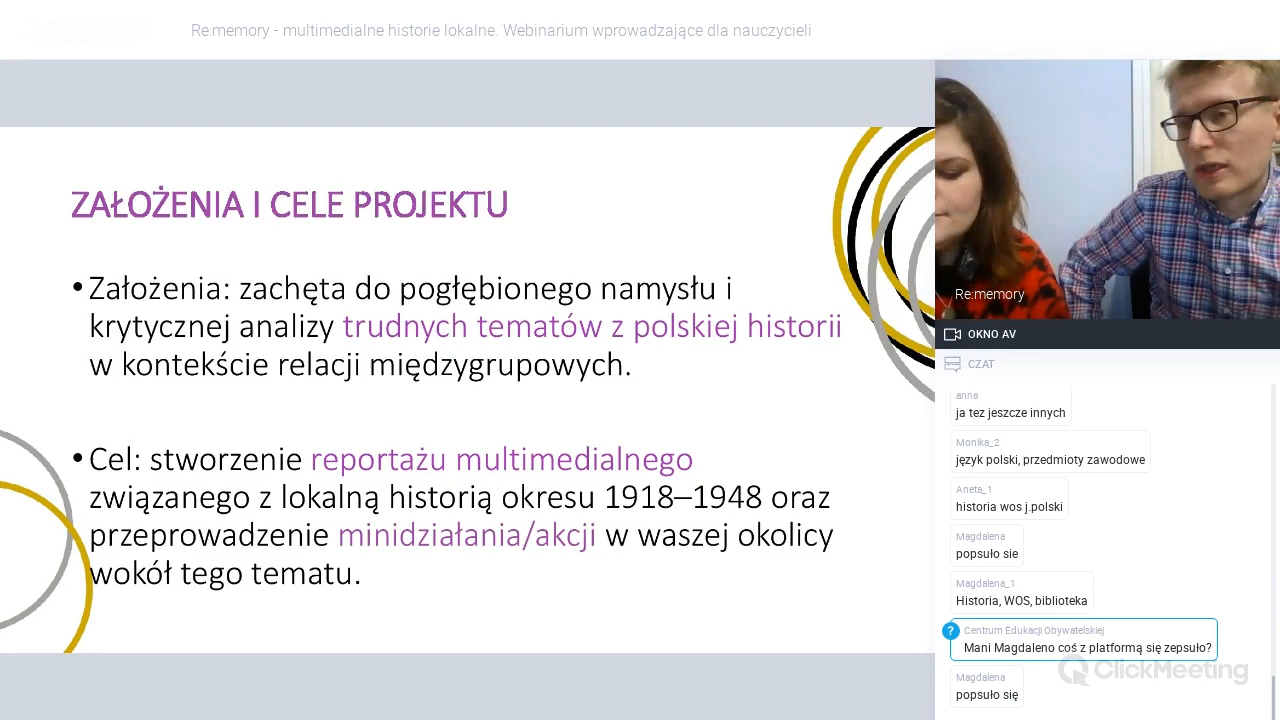 Re:memory - multimedialne historie lokalne. Webinarium wprowadzające dla nauczycieli
ZAŁOŻENIA I CELE PROJEKTU
• Założenia: zachęta do pogłębionego namysłu i
krytycznej analizy trudnych tematów z polskiej historii
w kontekście relacji międzygrupowych.
• Cel: stworzenie reportażu multimedialnego
związanego z lokalną historią okresu 1918–1948 oraz
przeprowadzenie minidziałania/akcji w waszej okolicy
wokół tego tematu.
Re:memory
OKNO AV
CZAT
anna
ja tez jeszcze innych
Monika_2
język polski, przedmioty zawodowe
Aneta_1
historia wos j.polski
Magdalena
popsuło sie
Magdalena_1
Historia, WOS, biblioteka
?
Centrum Edukacji Obywatelskiej
Mani Magdaleno coś z platformą się zepsuło?
Magdalena
popsuło się
ClickMeeting